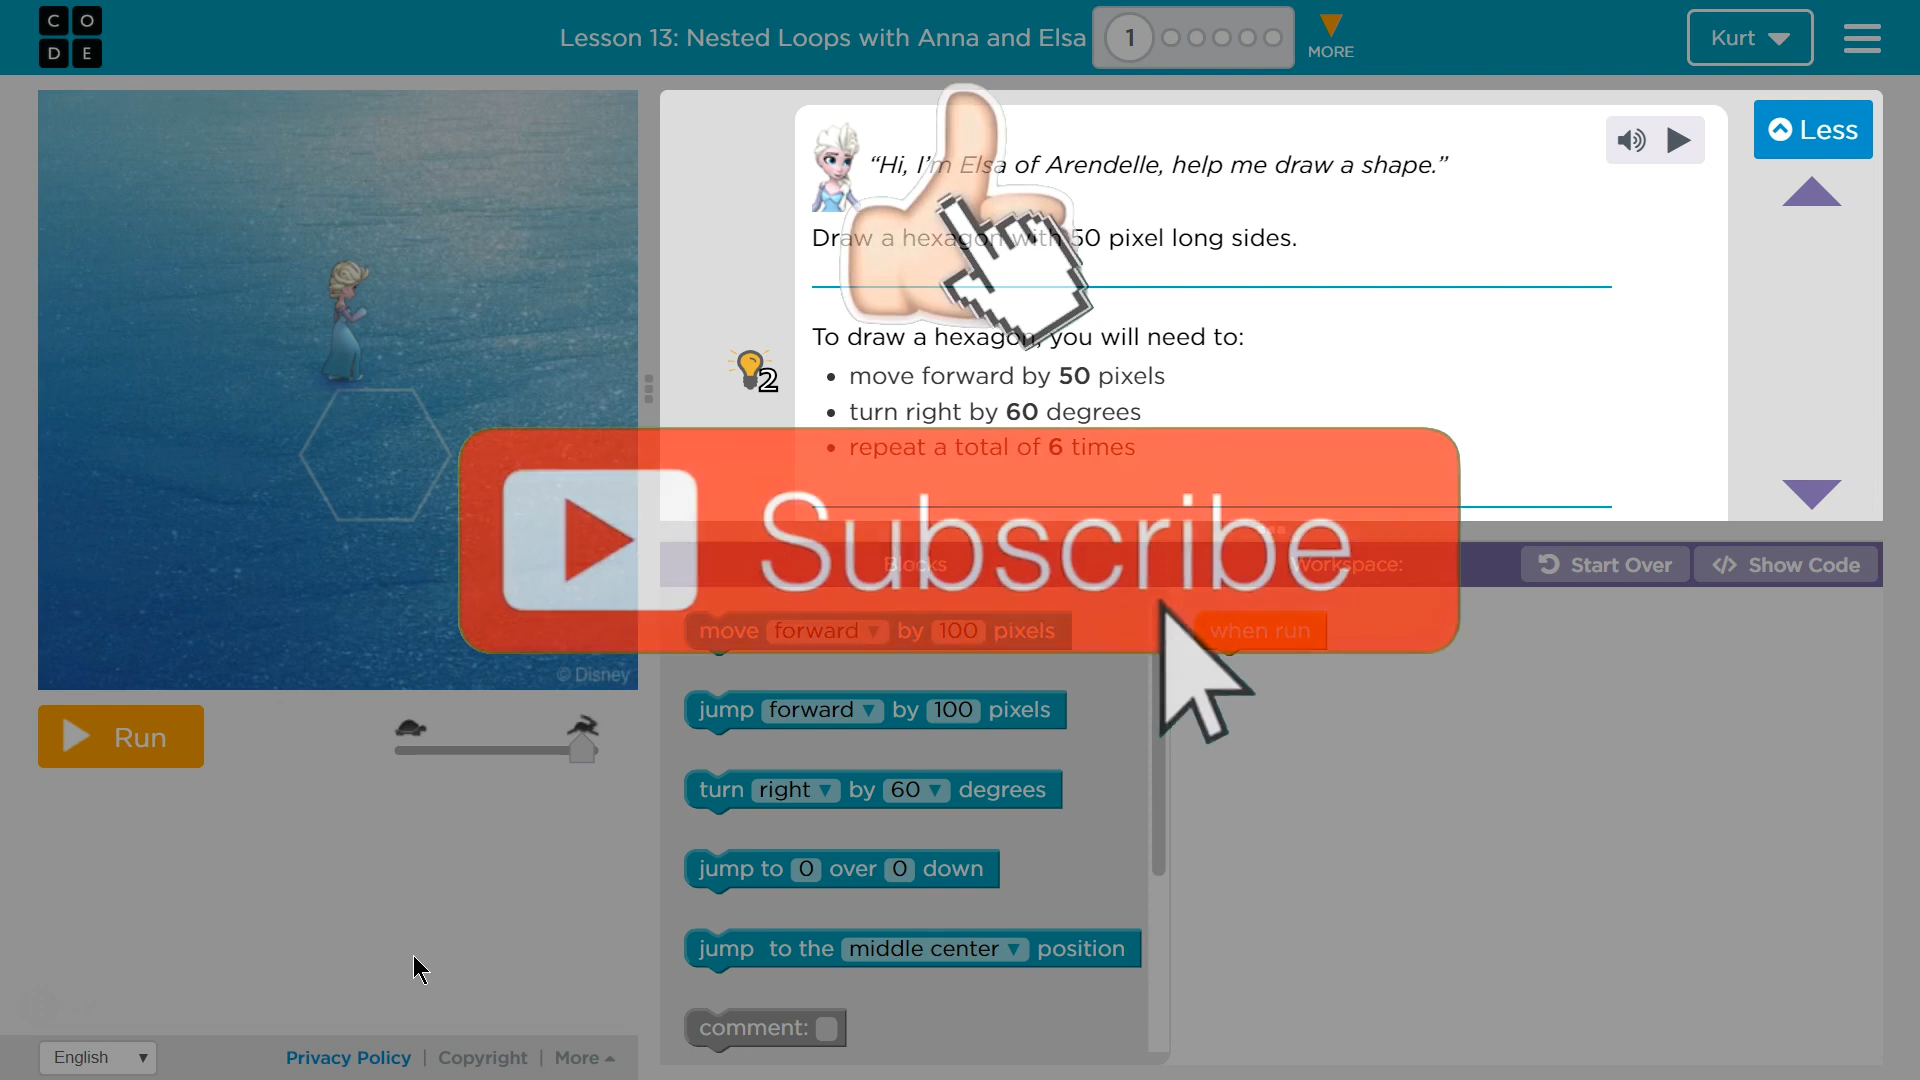 CODE
Lesson 13: Nested Loops with Anna and Elsa
1
MORE
Kurt
Less
“Hi, I’m Elsa of Arendelle, help me draw a shape.”
Draw a hexagon with 50 pixel long sides.
To draw a hexagon, you will need to:
2
• move forward by 50 pixels
• turn right by 60 degrees
• repeat a total of 6 times
Subscribe
Blocks
Workspace:
Start Over
</> Show Code
move forward ▼ by 100 pixels
when run
© Disney
jump forward ▼ by 100 pixels
Run
turn right ▼ by 60 ▼ degrees
jump to 0 over 0 down
jump to the middle center ▼ position
comment:
English ▼
Privacy Policy | Copyright | More